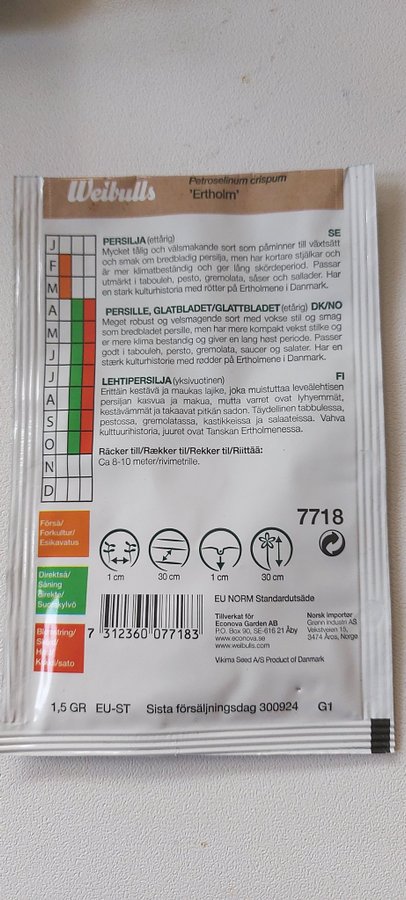 Weibulls
Petroselinum crispum
'Ertholm'
J
F
M
A
M
J
J
A
S
O
N
D
PERSILJA (ettårig) SE
Mycket tålig och välsmakande sort som påminner till växtsätt
och smak om bredbladig persilja, men har kortare stjälkar och
är mer klimatbeständig och ger lång skördeperiod. Passar
utmärkt i tabouleh, pesto, gremolata, såser och sallader. Har
en stark kulturhistoria med rötter på Ertholmene i Danmark.
PERSILLE, GLATBLADET/GLATTBLADET (etårig) DK/NO
Meget robust og velsmagende sort med vokse stil og smag
som bredbladet persille, men har mere kompakt vekst stilke og
er mere klima bestandig og giver en lang høst periode. Passer
godt i tabouleh, pesto, gremolata, saucer og salater. Har en
stærk kulturhistorie med rødder på Ertholmene i Danmark.
LEHTIPERSILJA (yksivuotinen) FI
Erittäin kestävä ja maukas lajike, joka muistuttaa leveälehtisen
persiljan kasvua ja makua, mutta varret ovat lyhyemmät,
kestävämmät ja takaavat pitkän sadon. Täydellinen tabbulessa,
pestossa, gremolatassa, kastikkeissa ja salaateissa. Vahva
kulttuurihistoria, juuret ovat Tanskan Ertholmenessa.
Räcker till/Rækker til/Rekker til/Riittää:
Ca 8-10 meter/rivimetrille.
7718
Förså/
Forkultur/
Esikasvatus
1 cm
30 cm
1 cm
30 cm
Direktså/
Såning
direkte/
Suorakylvö
EU NORM Standardutsäde
Tillverkat för
Econova Garden AB
P.O. Box 90, SE-616 21 Åby
www.econova.se
www.weibulls.com
Norsk importør
Grønn Industri AS
Vekstveien 15,
3474 Åros, Norge
7 312360 077183
Vikima Seed A/S Product of Danmark
1,5 GR EU-ST Sista försäljningsdag 300924 G1